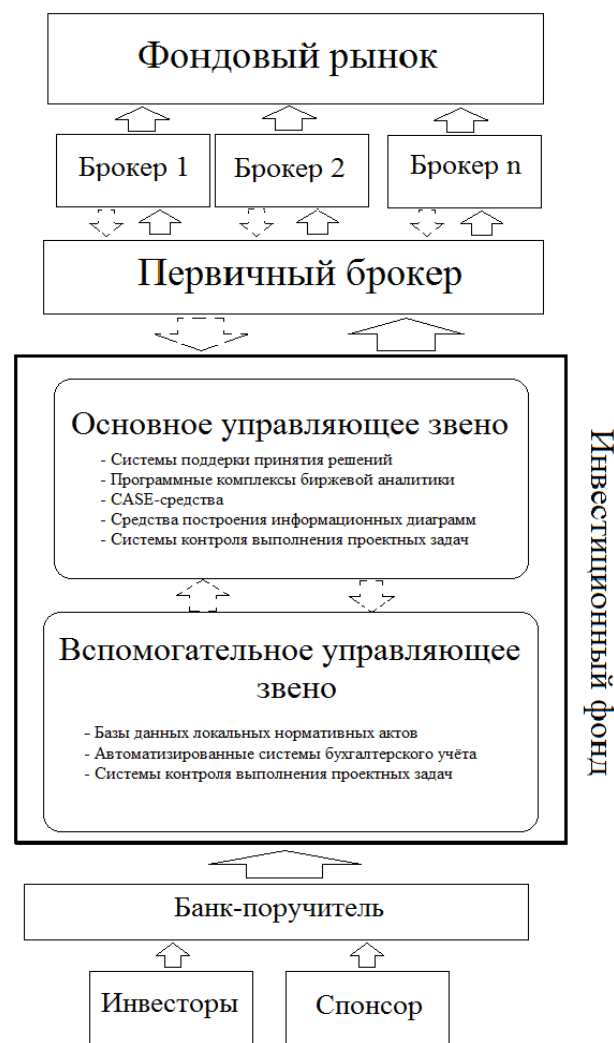 Фондовый рынок
Брокер 1
Брокер 2
Брокер n
Первичный брокер
Основное управляющее звено
- Системы поддержки принятия решений
- Программные комплексы биржевой аналитики
- CASE-средства
- Средства построения информационных диаграмм
- Системы контроля выполнения проектных задач
Вспомогательное управляющее
звено
- Базы данных локальных нормативных актов
- Автоматизированные системы бухгалтерского учёта
- Системы контроля выполнения проектных задач
Инвестиционный фонд
Банк-поручитель
Инвесторы
Спонсор